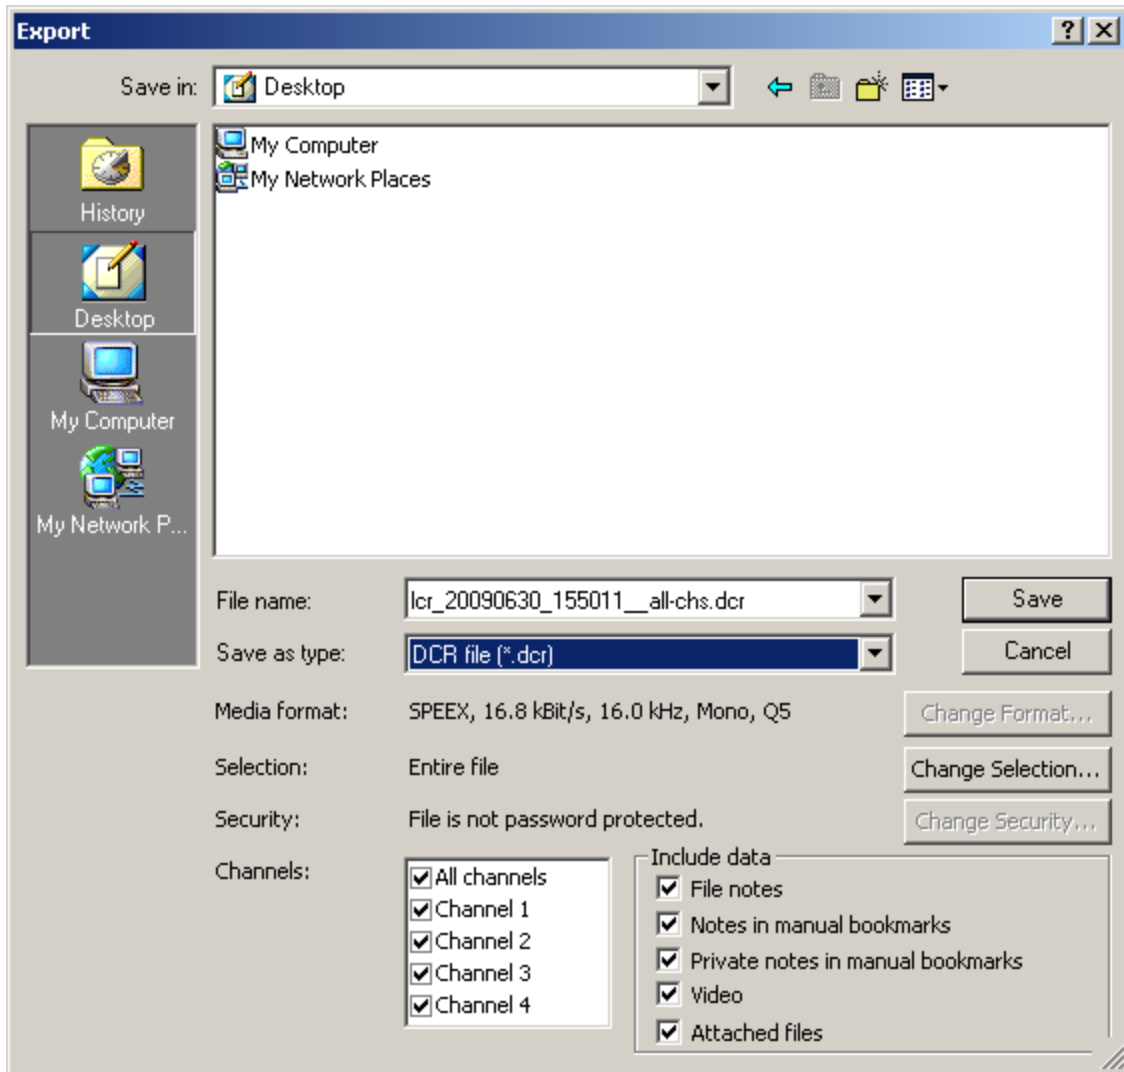 Export
Save in:
Desktop
My Computer
My Network Places
History
Desktop
My Computer
My Network P...
File name:
lcr_20090630_155011__all-chs.dcr
Save
Save as type:
DCR file (*.dcr)
Cancel
Media format:
SPEEX, 16.8 kBit/s, 16.0 kHz, Mono, Q5
Change Format...
Selection:
Entire file
Change Selection...
Security:
File is not password protected.
Change Security...
Channels:
All channels
Channel 1
Channel 2
Channel 3
Channel 4
Include data
File notes
Notes in manual bookmarks
Private notes in manual bookmarks
Video
Attached files